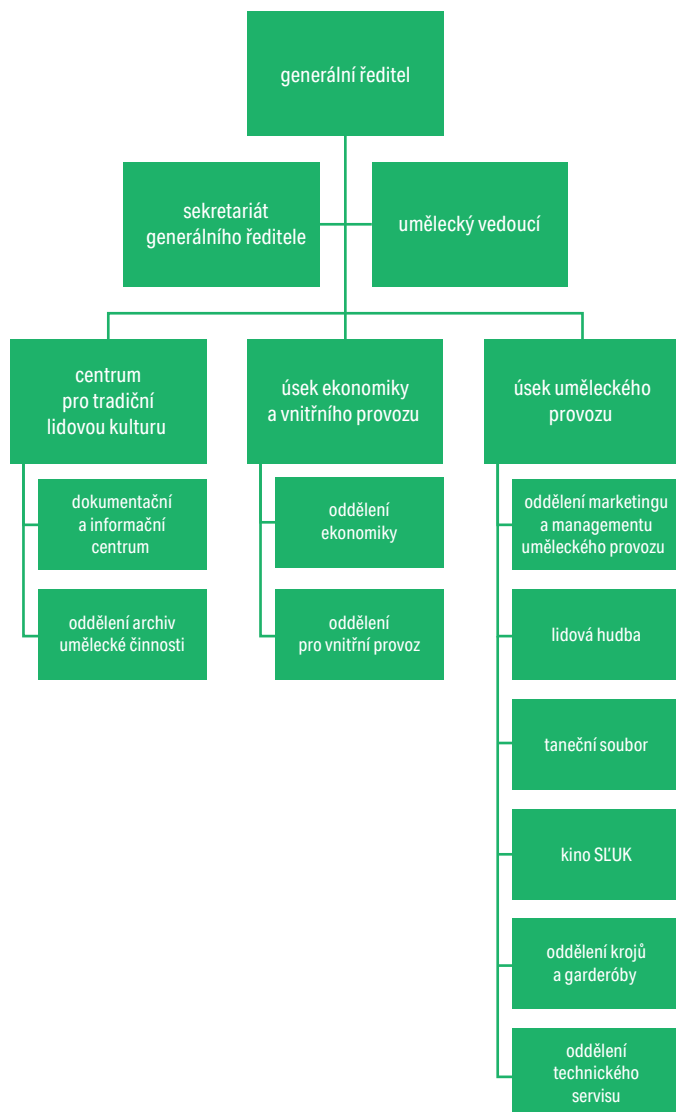 generální ředitel
sekretariát
generálního ředitele
umělecký vedoucí
centrum
pro tradiční
lidovou kulturu
úsek ekonomiky
a vnitřního provozu
úsek uměleckého
provozu
dokumentační
a informační
centrum
oddělení archiv
umělecké činnosti
oddělení
ekonomiky
oddělení
pro vnitřní provoz
oddělení marketingu
a managementu
uměleckého provozu
lidová hudba
taneční soubor
kino SĽUK
oddělení krojů
a garderóby
oddělení
technického
servisu